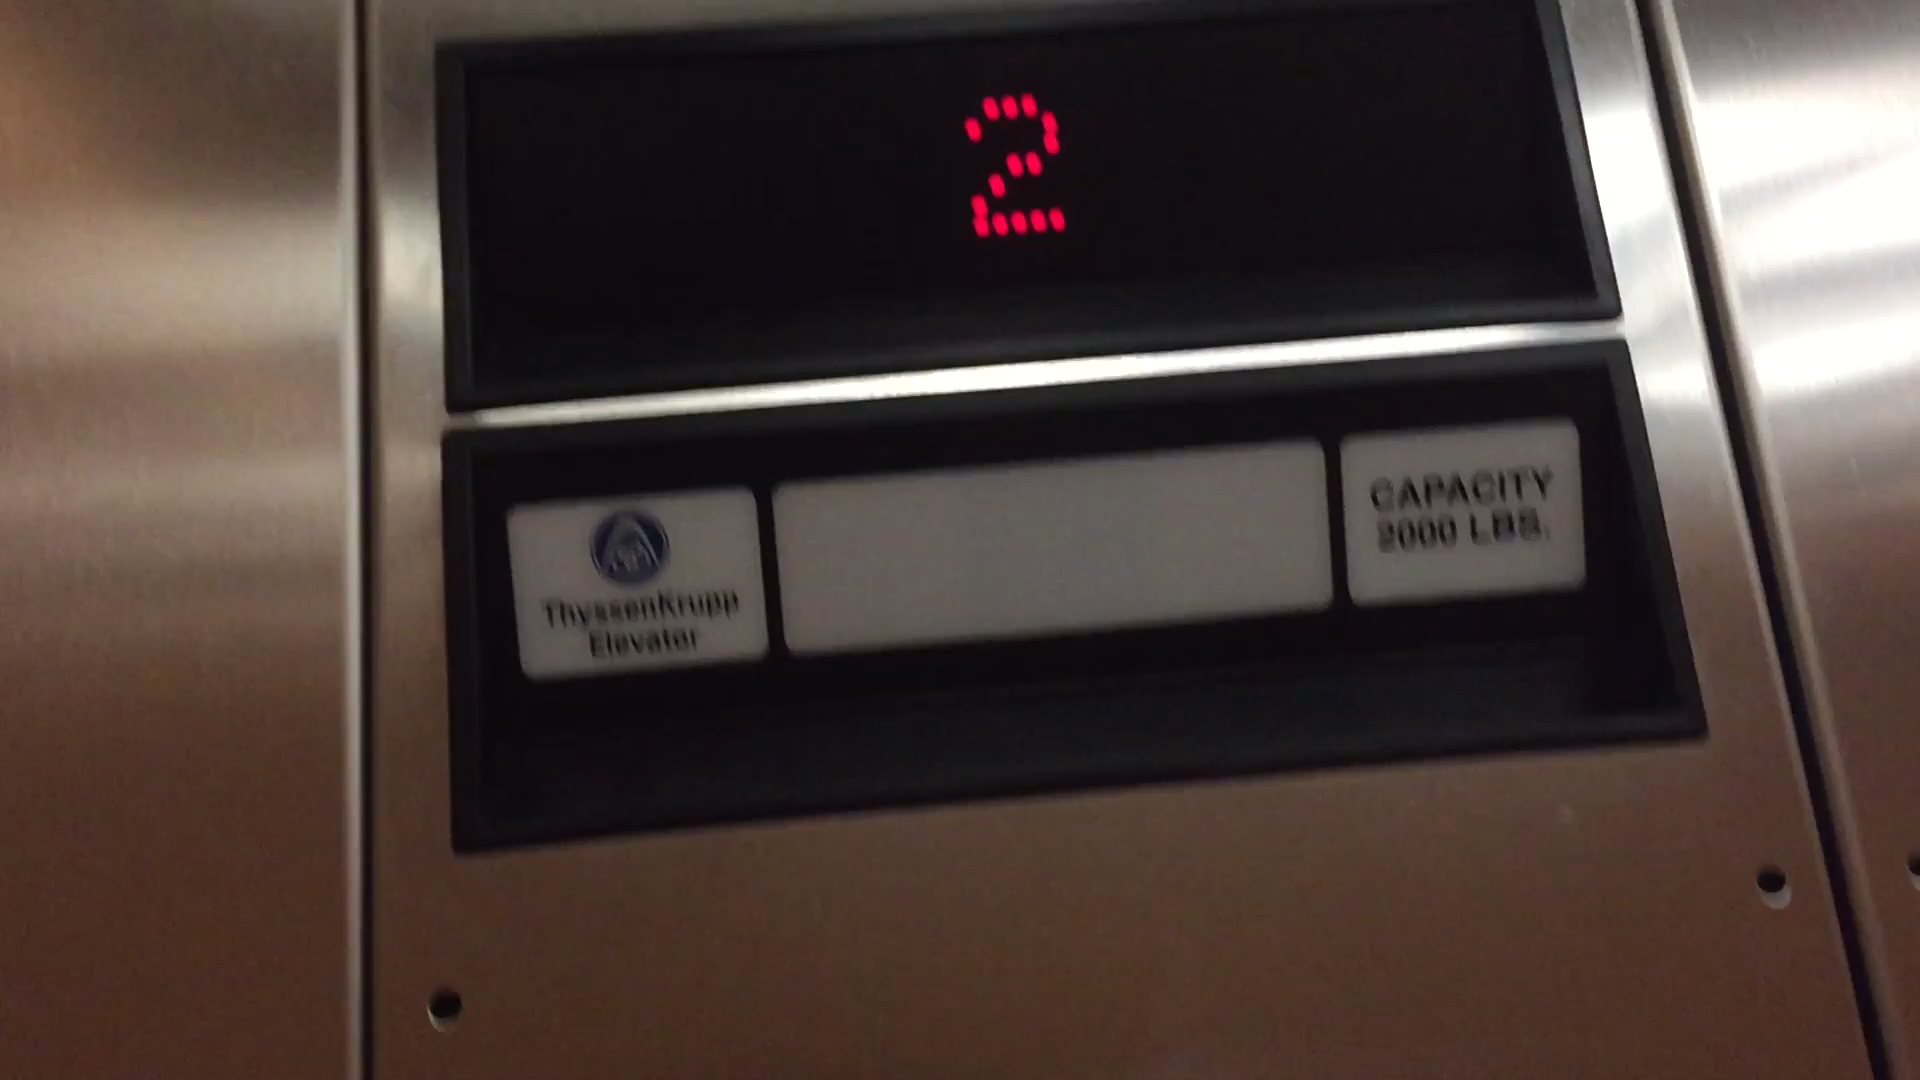 2
ThyssenKrupp
Elevator
CAPACITY
2000 LBS.